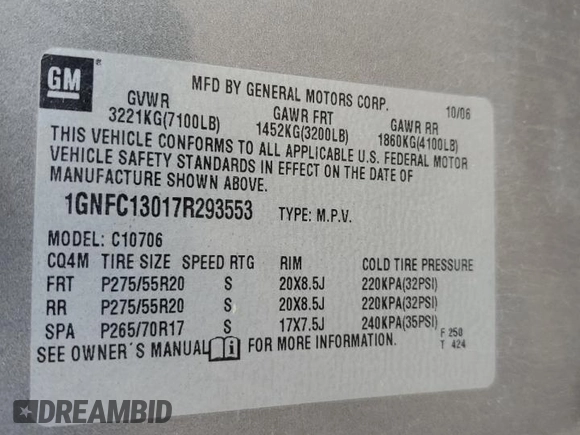 GM
MFD BY GENERAL MOTORS CORP. 10/06
GVWR GAWR FRT GAWR RR
3221KG(7100LB) 1452KG(3200LB) 1860KG(4100LB)
THIS VEHICLE CONFORMS TO ALL APPLICABLE U.S. FEDERAL MOTOR
VEHICLE SAFETY STANDARDS IN EFFECT ON THE DATE OF
MANUFACTURE SHOWN ABOVE.
1GNFC13017R293553 TYPE: M.P.V.
MODEL: C10706
CQ4M TIRE SIZE SPEED RTG RIM COLD TIRE PRESSURE
FRT P275/55R20 S 20X8.5J 220KPA(32PSI)
RR P275/55R20 S 20X8.5J 220KPA(32PSI)
SPA P265/70R17 S 17X7.5J 240KPA(35PSI)
SEE OWNER'S MANUAL FOR MORE INFORMATION.
F 250
T 424
DREAMBID